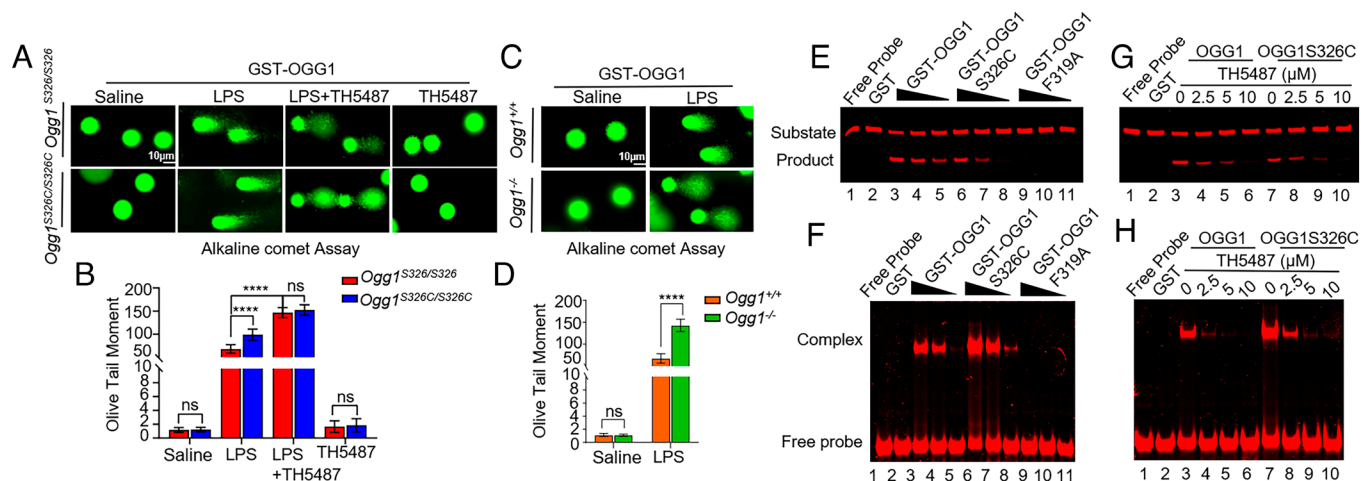 A
GST-OGG1
Saline LPS LPS+TH5487 TH5487
Ogg1 S326/S326
10μm
Ogg1 S326C/S326C
Alkaline comet Assay
B
Olive Tail Moment
200
150
100
50
10
8
6
4
2
0
**** ns
****
ns
ns
Ogg1 S326/S326
Ogg1 S326C/S326C
Saline LPS LPS TH5487
+TH5487
C
GST-OGG1
Saline LPS
Ogg1+/+
10μm
Ogg1-/-
Alkaline comet Assay
D
Olive Tail Moment
200
150
100
50
10
8
6
4
2
0
****
ns
Ogg1+/+
Ogg1-/-
Saline LPS
E
Free Probe
GST
GST-OGG1
GST-OGG1
S326C
GST-OGG1
F319A
Substate
Product
1 2 3 4 5 6 7 8 9 10 11
F
Free Probe
GST
GST-OGG1
GST-OGG1
S326C
GST-OGG1
F319A
Complex
Free probe
1 2 3 4 5 6 7 8 9 10 11
G
Free Probe
GST
OGG1 OGG1S326C
TH5487 (μM)
0 2.5 5 10 0 2.5 5 10
1 2 3 4 5 6 7 8 9 10
H
Free Probe
GST
OGG1 OGG1S326C
TH5487 (μM)
0 2.5 5 10 0 2.5 5 10
1 2 3 4 5 6 7 8 9 10